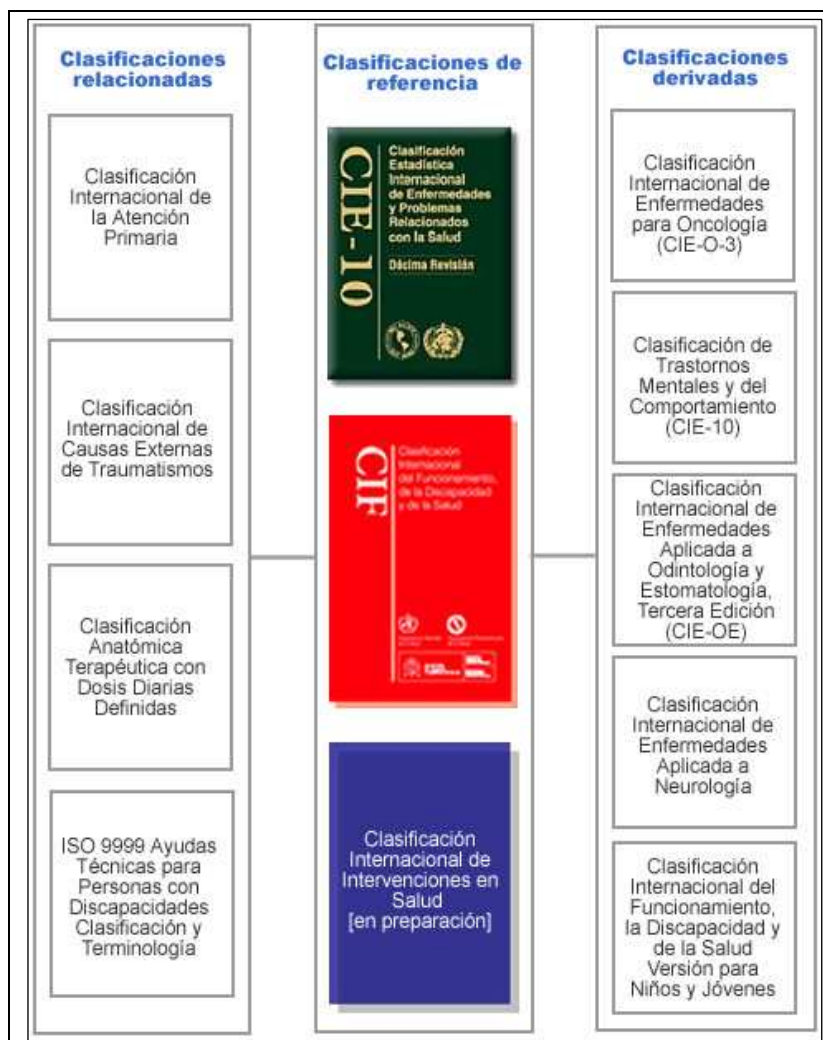 Clasificaciones
relacionadas
Clasificación
Internacional de
la Atención
Primaria
Clasificación
Internacional de
Causas Externas
de Traumatismos
Clasificación
Anatómica
Terapéutica con
Dosis Diarias
Definidas
ISO 9999 Ayudas
Técnicas para
Personas con
Discapacidades
Clasificación y
Terminología
Clasificaciones de
referencia
CIE-10
Clasificación
Estadística
Internacional
de Enfermedades
y Problemas
Relacionados
con la Salud
Décima Revisión
CIF
Clasificación
Internacional
del Funcionamiento,
de la Discapacidad
y de la Salud
Clasificación
Internacional de
Intervenciones en
Salud
[en preparación]
Clasificaciones
derivadas
Clasificación
Internacional de
Enfermedades
para Oncología
(CIE-O-3)
Clasificación de
Trastornos
Mentales y del
Comportamiento
(CIE-10)
Clasificación
Internacional de
Enfermedades
Aplicada a
Odintología y
Estomatología,
Tercera Edición
(CIE-OE)
Clasificación
Internacional de
Enfermedades
Aplicada a
Neurología
Clasificación
Internacional del
Funcionamiento,
la Discapacidad y
de la Salud
Versión para
Niños y Jóvenes